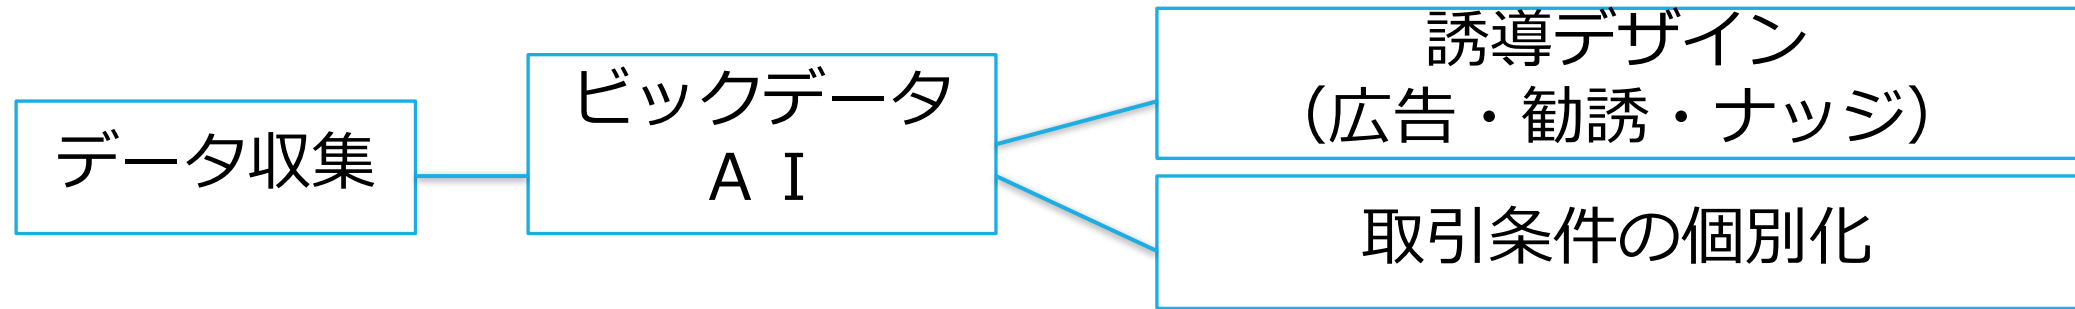 データ収集
ビックデータ
ＡＩ
誘導デザイン
（広告・勧誘・ナッジ）
取引条件の個別化